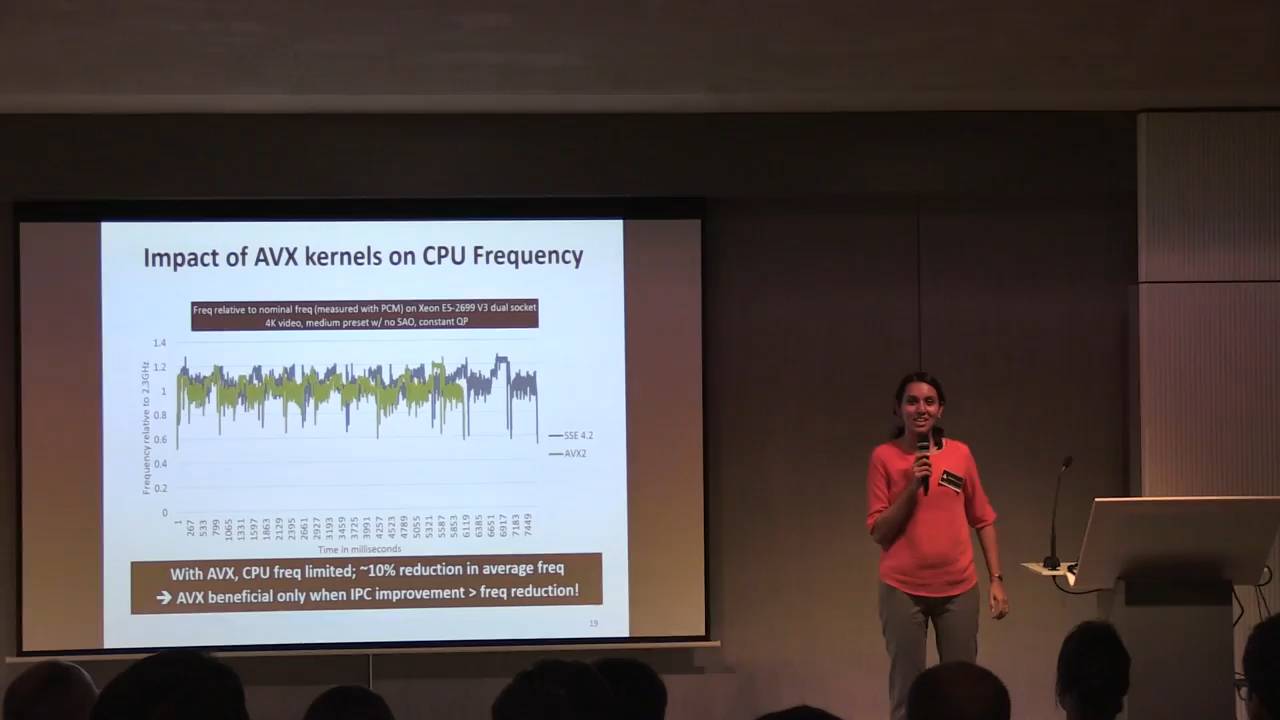 Impact of AVX kernels on CPU Frequency
Freq relative to nominal freq (measured with PCM) on Xeon E5-2699 V3 dual socket
4K video, medium preset w/ no SAO, constant QP
Frequency relative to 2.3GHz
1.4
1.2
1
0.8
0.6
0.4
0.2
0
SSE 4.2
AVX2
1 267 533 799 1065 1331 1597 1863 2129 2395 2661 2927 3193 3459 3725 3991 4257 4523 4789 5055 5321 5587 5853 6119 6385 6651 6917 7183 7449
Time in milliseconds
With AVX, CPU freq limited; ~10% reduction in average freq
➔ AVX beneficial only when IPC improvement > freq reduction!
19